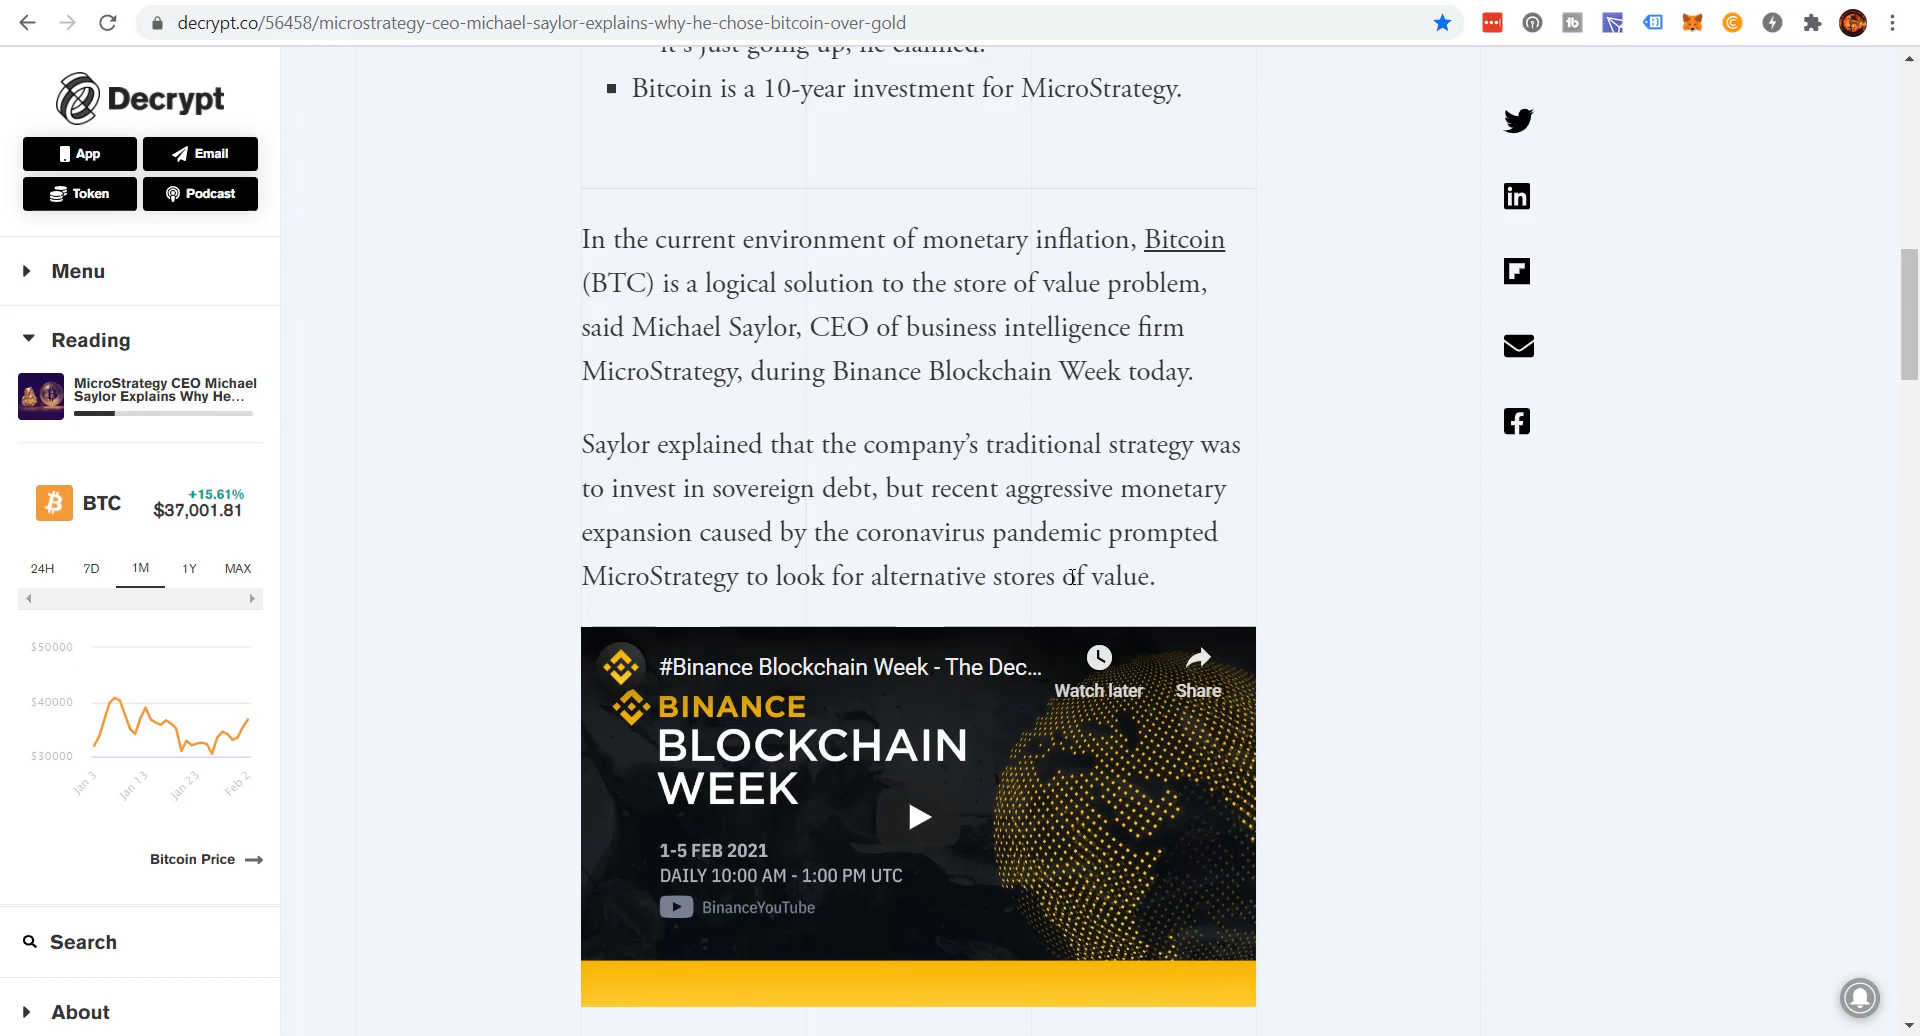 decrypt.co/56458/microstrategy-ceo-michael-saylor-explains-why-he-chose-bitcoin-over-gold
Decrypt
App
Email
Token
Podcast
Menu
Reading
MicroStrategy CEO Michael
Saylor Explains Why He...
BTC
+15.61%
$37,001.81
24H
7D
1M
1Y
MAX
$50000
$40000
$30000
Jan 3
Jan 13
Jan 23
Feb 2
Bitcoin Price
Search
About
It's just going up, he claimed.
Bitcoin is a 10-year investment for MicroStrategy.
In the current environment of monetary inflation, Bitcoin
(BTC) is a logical solution to the store of value problem,
said Michael Saylor, CEO of business intelligence firm
MicroStrategy, during Binance Blockchain Week today.
Saylor explained that the company's traditional strategy was
to invest in sovereign debt, but recent aggressive monetary
expansion caused by the coronavirus pandemic prompted
MicroStrategy to look for alternative stores of value.
#Binance Blockchain Week - The Dec...
Watch later
Share
BINANCE
BLOCKCHAIN
WEEK
1-5 FEB 2021
DAILY 10:00 AM - 1:00 PM UTC
BinanceYouTube